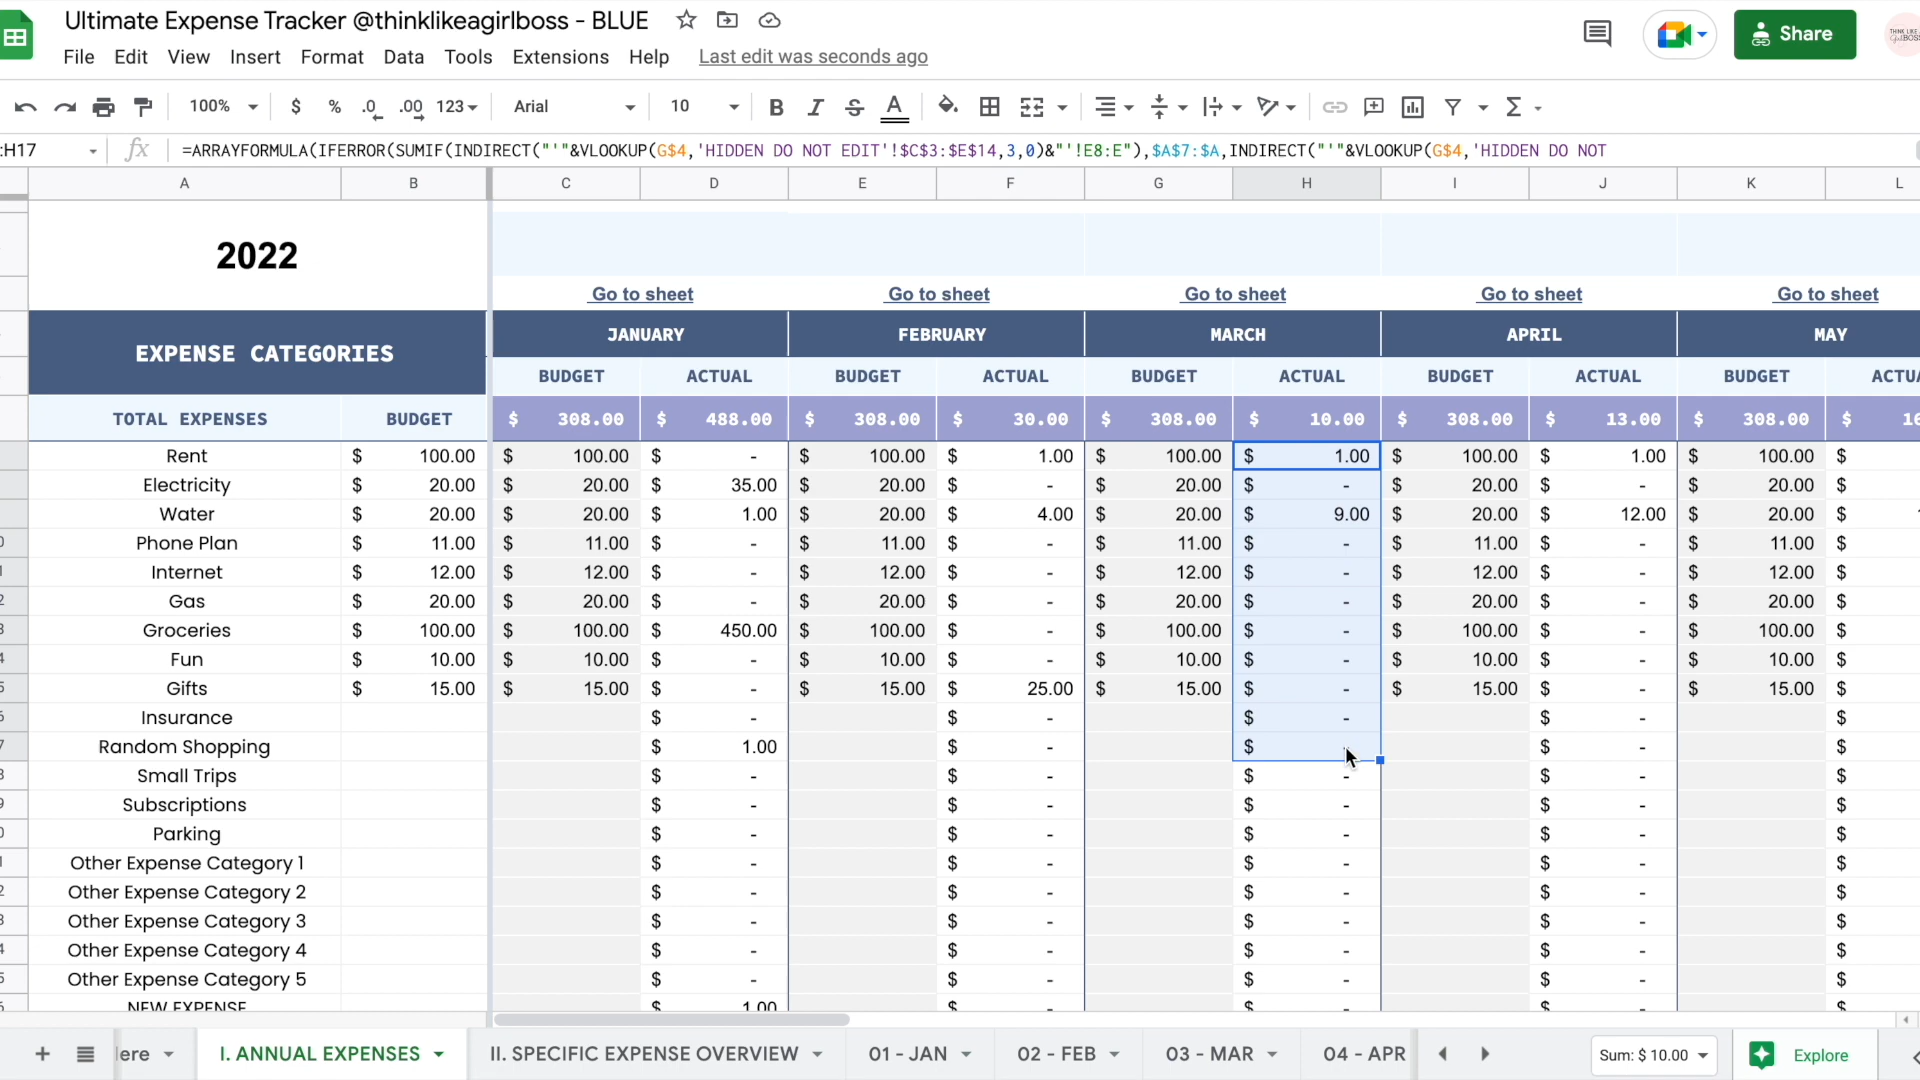 Ultimate Expense Tracker @thinklikeagirlboss - BLUE
File Edit View Insert Format Data Tools Extensions Help Last edit was seconds ago
Share
100% $ % .0 .00 123 Arial 10 B I S A
:H17 fx =ARRAYFORMULA(IFERROR(SUMIF(INDIRECT("'"&VLOOKUP(G$4,'HIDDEN DO NOT EDIT'!$C$3:$E$14,3,0)&"'!E8:E"),$A$7:$A,INDIRECT("'"&VLOOKUP(G$4,'HIDDEN DO NOT
A B C D E F G H I J K L
2022
Go to sheet Go to sheet Go to sheet Go to sheet Go to sheet
EXPENSE CATEGORIES JANUARY FEBRUARY MARCH APRIL MAY
BUDGET ACTUAL BUDGET ACTUAL BUDGET ACTUAL BUDGET ACTUAL BUDGET ACTUA
TOTAL EXPENSES BUDGET $ 308.00 $ 488.00 $ 308.00 $ 30.00 $ 308.00 $ 10.00 $ 308.00 $ 13.00 $ 308.00 $ 16
Rent $ 100.00 $ 100.00 $ - $ 100.00 $ 1.00 $ 100.00 $ 1.00 $ 100.00 $ 1.00 $ 100.00 $
Electricity $ 20.00 $ 20.00 $ 35.00 $ 20.00 $ - $ 20.00 $ - $ 20.00 $ - $ 20.00 $
Water $ 20.00 $ 20.00 $ 1.00 $ 20.00 $ 4.00 $ 20.00 $ 9.00 $ 20.00 $ 12.00 $ 20.00 $
Phone Plan $ 11.00 $ 11.00 $ - $ 11.00 $ - $ 11.00 $ - $ 11.00 $ - $ 11.00 $
Internet $ 12.00 $ 12.00 $ - $ 12.00 $ - $ 12.00 $ - $ 12.00 $ - $ 12.00 $
Gas $ 20.00 $ 20.00 $ - $ 20.00 $ - $ 20.00 $ - $ 20.00 $ - $ 20.00 $
Groceries $ 100.00 $ 100.00 $ 450.00 $ 100.00 $ - $ 100.00 $ - $ 100.00 $ - $ 100.00 $
Fun $ 10.00 $ 10.00 $ - $ 10.00 $ - $ 10.00 $ - $ 10.00 $ - $ 10.00 $
Gifts $ 15.00 $ 15.00 $ - $ 15.00 $ 25.00 $ 15.00 $ - $ 15.00 $ - $ 15.00 $
Insurance $ - $ - $ - $ - $
Random Shopping $ 1.00 $ - $ - $ - $
Small Trips $ - $ - $ - $ - $
Subscriptions $ - $ - $ - $ - $
Parking $ - $ - $ - $ - $
Other Expense Category 1 $ - $ - $ - $ - $
Other Expense Category 2 $ - $ - $ - $ - $
Other Expense Category 3 $ - $ - $ - $ - $
Other Expense Category 4 $ - $ - $ - $ - $
Other Expense Category 5 $ - $ - $ - $ - $
NEW EXPENSE $ 1.00 $ - $ - $ - $
lere I. ANNUAL EXPENSES II. SPECIFIC EXPENSE OVERVIEW 01 - JAN 02 - FEB 03 - MAR 04 - APR Sum: $ 10.00 Explore